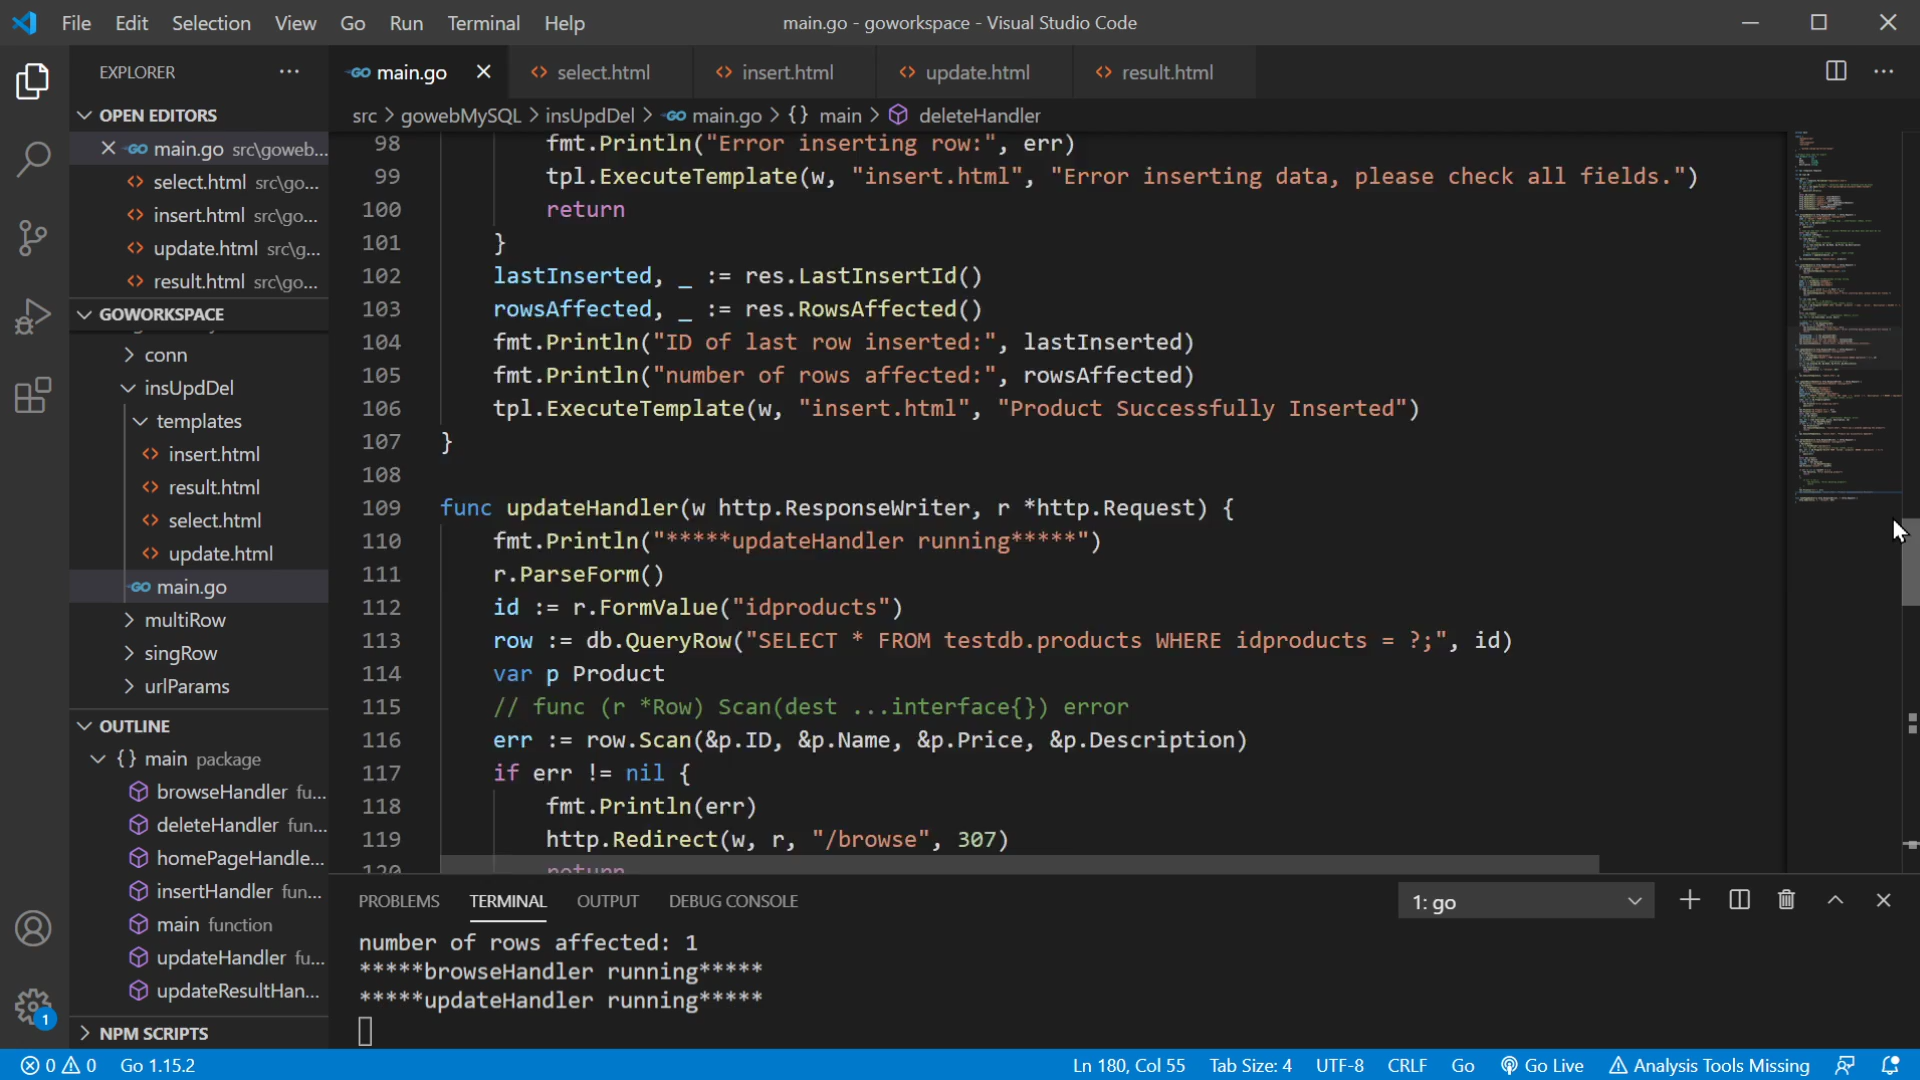 File Edit Selection View Go Run Terminal Help
main.go - goworkspace - Visual Studio Code
EXPLORER
OPEN EDITORS
main.go src\goweb...
select.html src\go...
insert.html src\go...
update.html src\g...
result.html src\go...
GOWORKSPACE
conn
insUpdDel
templates
insert.html
result.html
select.html
update.html
main.go
multiRow
singRow
urlParams
OUTLINE
{} main package
browseHandler fu...
deleteHandler fun...
homePageHandle...
insertHandler fun...
main function
updateHandler fu...
updateResultHan...
NPM SCRIPTS
main.go select.html insert.html update.html result.html
src > gowebMySQL > insUpdDel > main.go > {} main > deleteHandler
98 fmt.Println("Error inserting row:", err)
99 tpl.ExecuteTemplate(w, "insert.html", "Error inserting data, please check all fields.")
100 return
101 }
102 lastInserted, _ := res.LastInsertId()
103 rowsAffected, _ := res.RowsAffected()
104 fmt.Println("ID of last row inserted:", lastInserted)
105 fmt.Println("number of rows affected:", rowsAffected)
106 tpl.ExecuteTemplate(w, "insert.html", "Product Successfully Inserted")
107 }
108
109 func updateHandler(w http.ResponseWriter, r *http.Request) {
110 fmt.Println("*****updateHandler running*****")
111 r.ParseForm()
112 id := r.FormValue("idproducts")
113 row := db.QueryRow("SELECT * FROM testdb.products WHERE idproducts = ?;", id)
114 var p Product
115 // func (r *Row) Scan(dest ...interface{}) error
116 err := row.Scan(&p.ID, &p.Name, &p.Price, &p.Description)
117 if err != nil {
118 fmt.Println(err)
119 http.Redirect(w, r, "/browse", 307)
120 return
PROBLEMS TERMINAL OUTPUT DEBUG CONSOLE
1: go
number of rows affected: 1
*****browseHandler running*****
*****updateHandler running*****
1
0 0 Go 1.15.2
Ln 180, Col 55 Tab Size: 4 UTF-8 CRLF Go Go Live Analysis Tools Missing